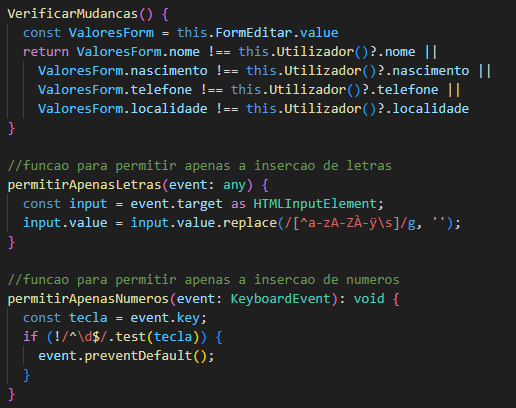 VerificarMudancas() {
const ValoresForm = this.FormEditar.value
return ValoresForm.nome !== this.Utilizador()?.nome ||
ValoresForm.nascimento !== this.Utilizador()?.nascimento ||
ValoresForm.telefone !== this.Utilizador()?.telefone ||
ValoresForm.localidade !== this.Utilizador()?.localidade
}
//funcao para permitir apenas a insercao de letras
permitirApenasLetras(event: any) {
const input = event.target as HTMLInputElement;
input.value = input.value.replace(/[^a-zA-ZÀ-ÿ\s]/g, '');
}
//funcao para permitir apenas a insercao de numeros
permitirApenasNumeros(event: KeyboardEvent): void {
const tecla = event.key;
if (!/^\d$/.test(tecla)) {
event.preventDefault();
}
}